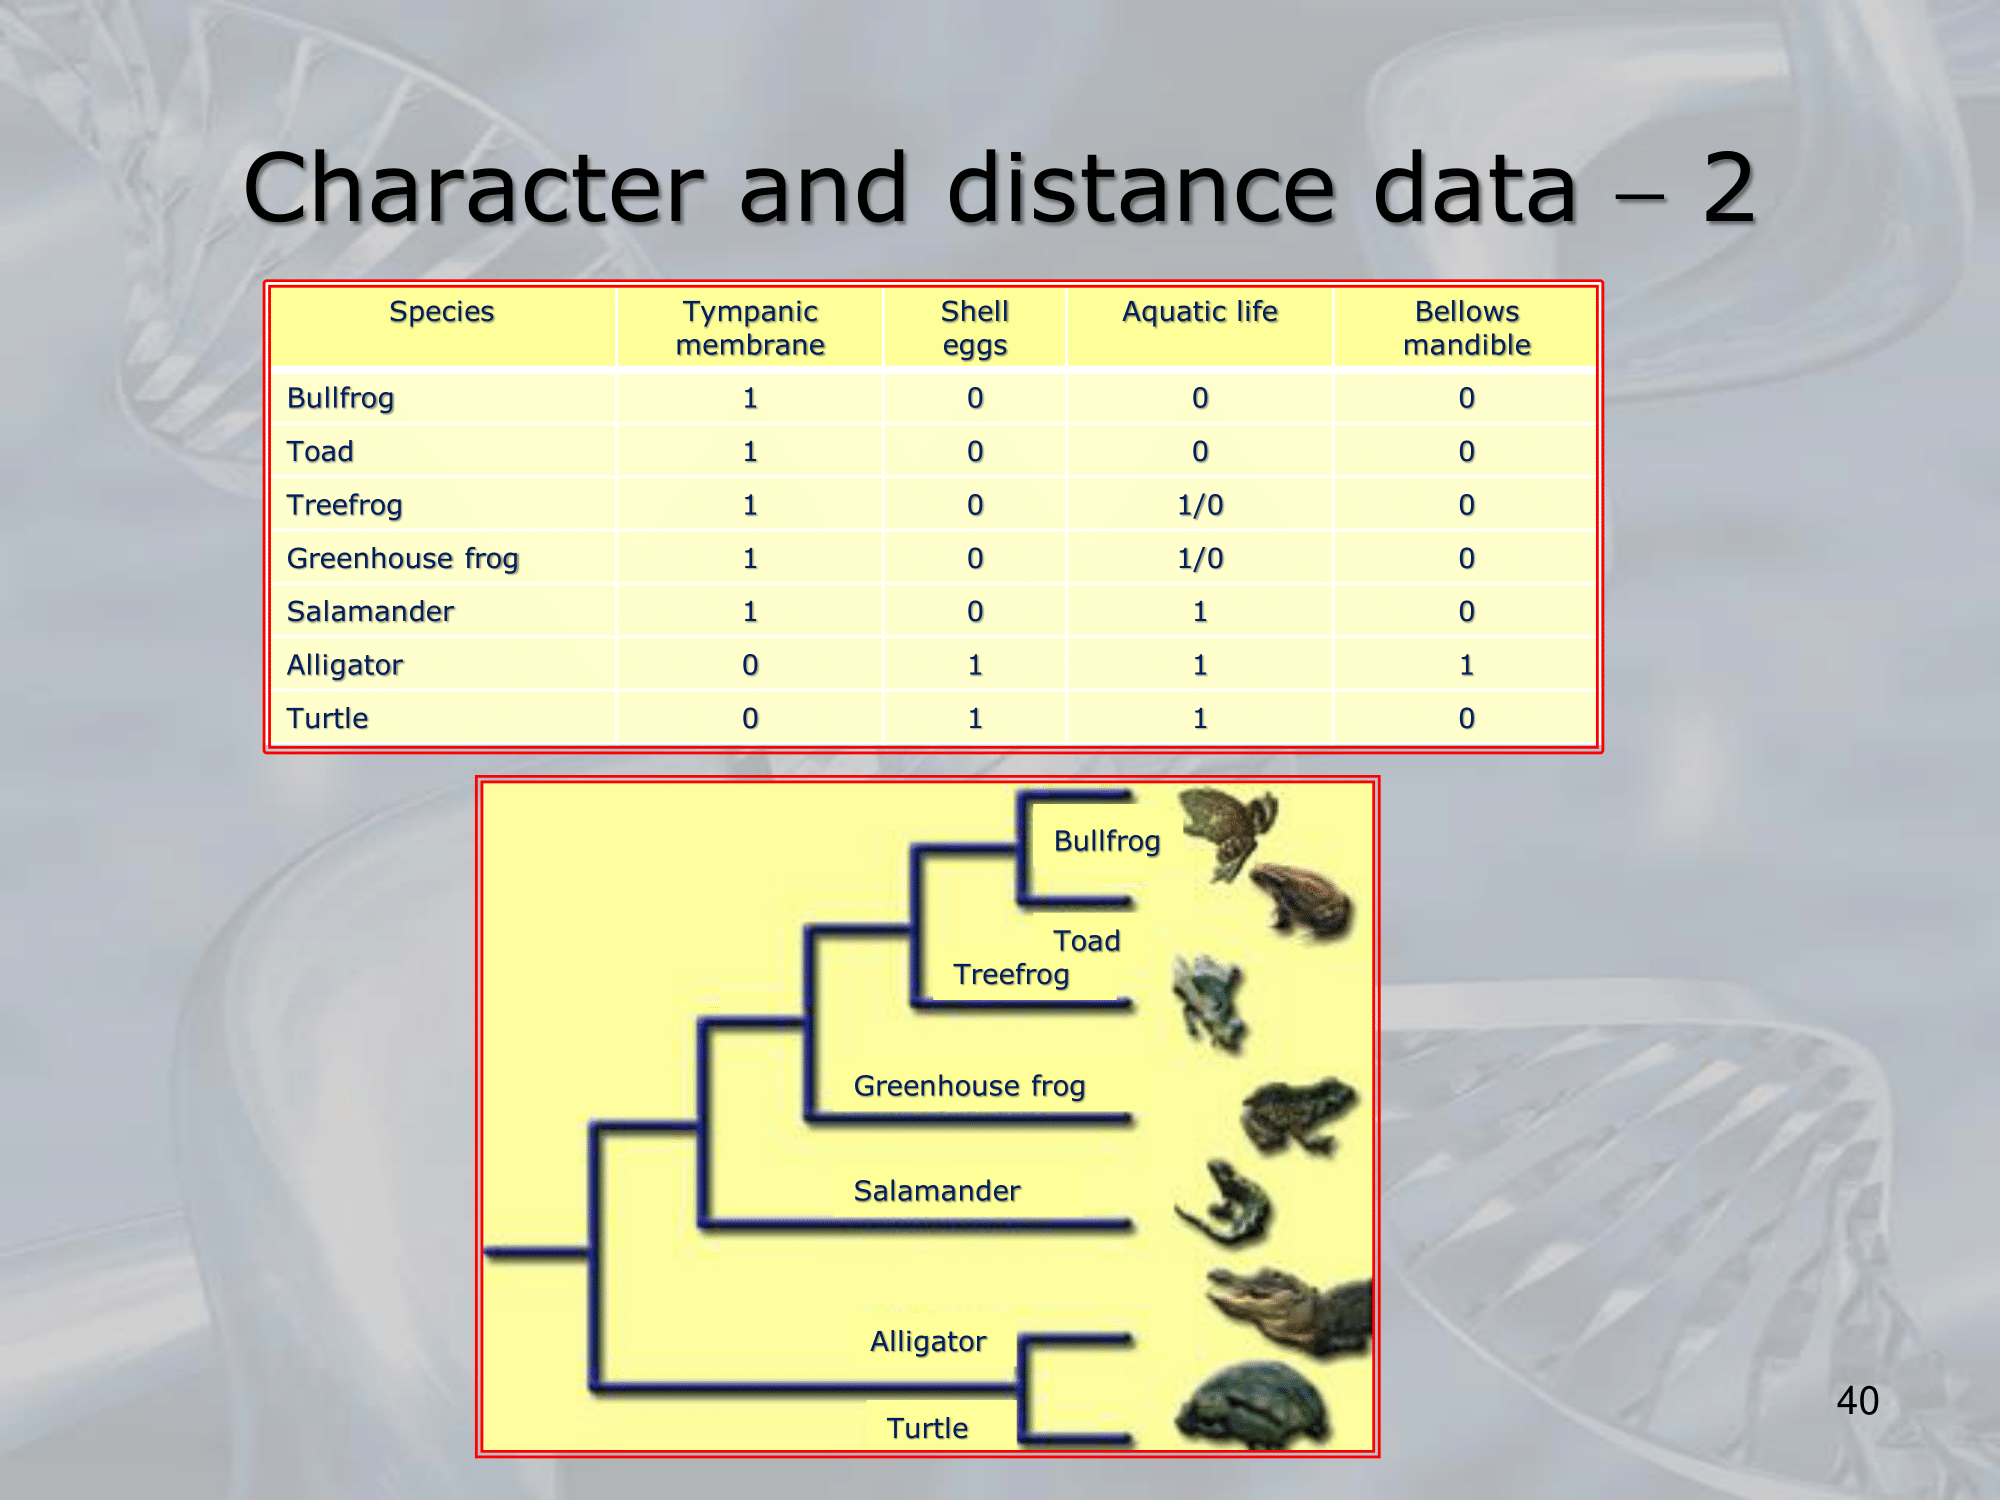 Character and distance data – 2
Species Tympanic membrane Shell eggs Aquatic life Bellows mandible
Bullfrog 1 0 0 0
Toad 1 0 0 0
Treefrog 1 0 1/0 0
Greenhouse frog 1 0 1/0 0
Salamander 1 0 1 0
Alligator 0 1 1 1
Turtle 0 1 1 0
Bullfrog
Toad
Treefrog
Greenhouse frog
Salamander
Alligator
Turtle
40